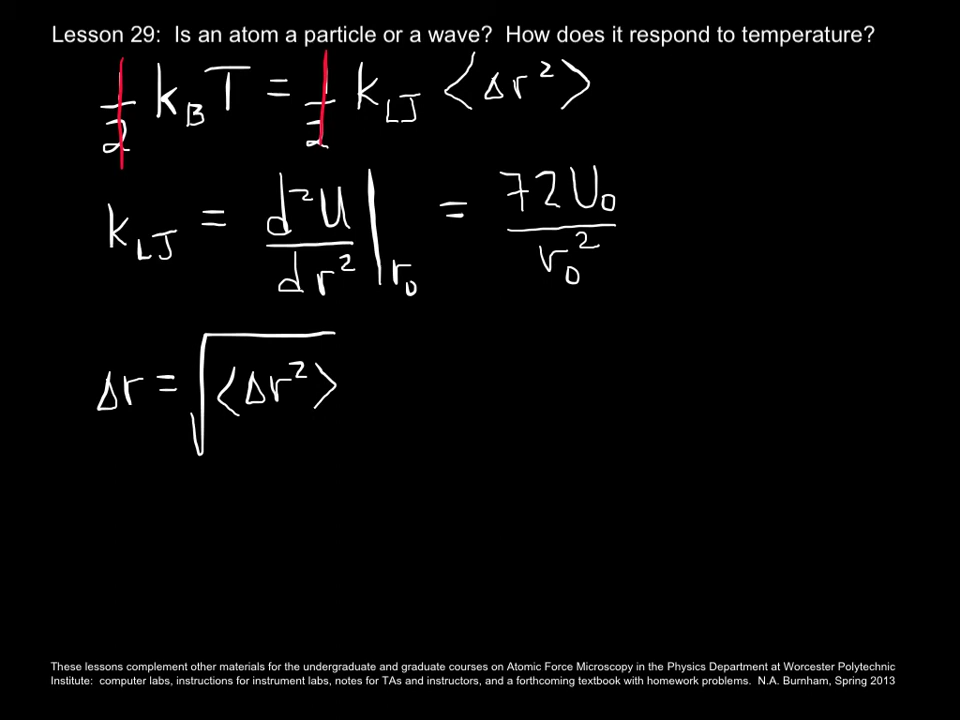 Lesson 29:  Is an atom a particle or a wave?  How does it respond to temperature?
1/2 k_B T = 1/2 k_LJ ⟨Δr²⟩
k_LJ = d²U/dr² |_r₀ = 72U₀/r₀²
Δr = √⟨Δr²⟩
These lessons complement other materials for the undergraduate and graduate courses on Atomic Force Microscopy in the Physics Department at Worcester Polytechnic
Institute:  computer labs, instructions for instrument labs, notes for TAs and instructors, and a forthcoming textbook with homework problems.  N.A. Burnham, Spring 2013